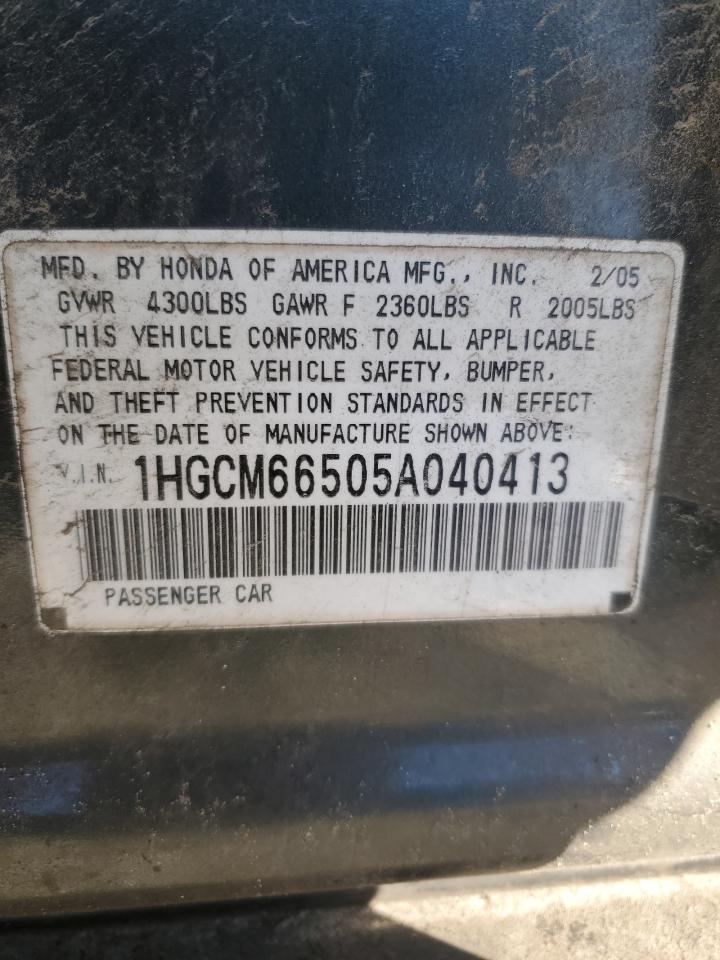 MFD. BY HONDA OF AMERICA MFG., INC. 2/05
GVWR 4300LBS GAWR F 2360LBS R 2005LBS
THIS VEHICLE CONFORMS TO ALL APPLICABLE
FEDERAL MOTOR VEHICLE SAFETY, BUMPER,
AND THEFT PREVENTION STANDARDS IN EFFECT
ON THE DATE OF MANUFACTURE SHOWN ABOVE:
V.I.N. 1HGCM66505A040413
PASSENGER CAR